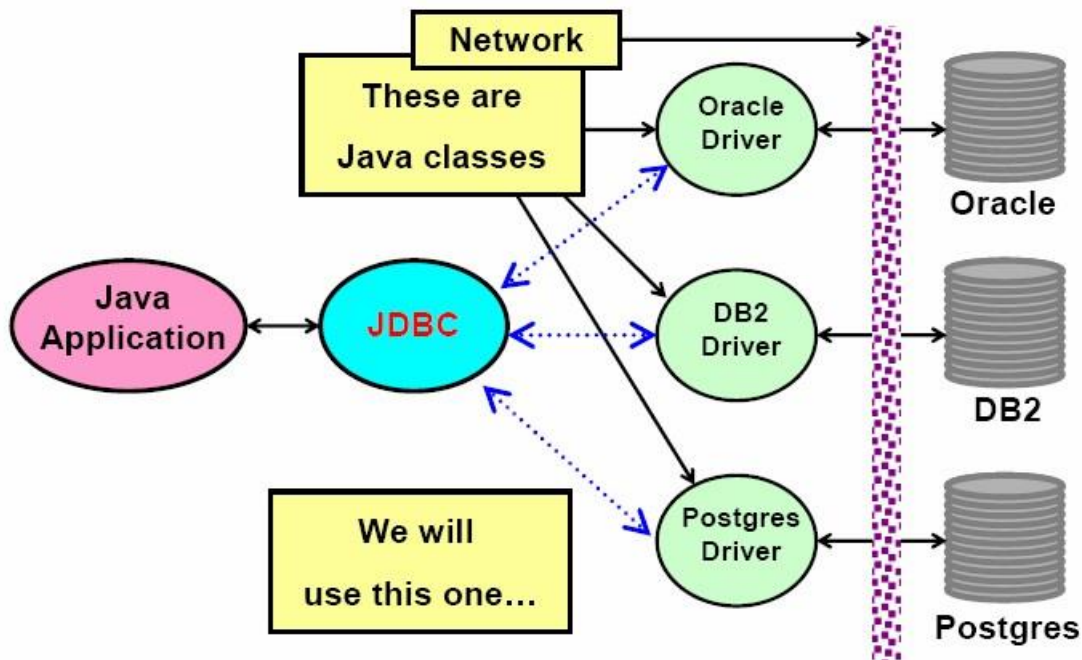 Network
These are
Java classes
Oracle
Driver
Oracle
Java
Application
JDBC
DB2
Driver
DB2
We will
use this one…
Postgres
Driver
Postgres